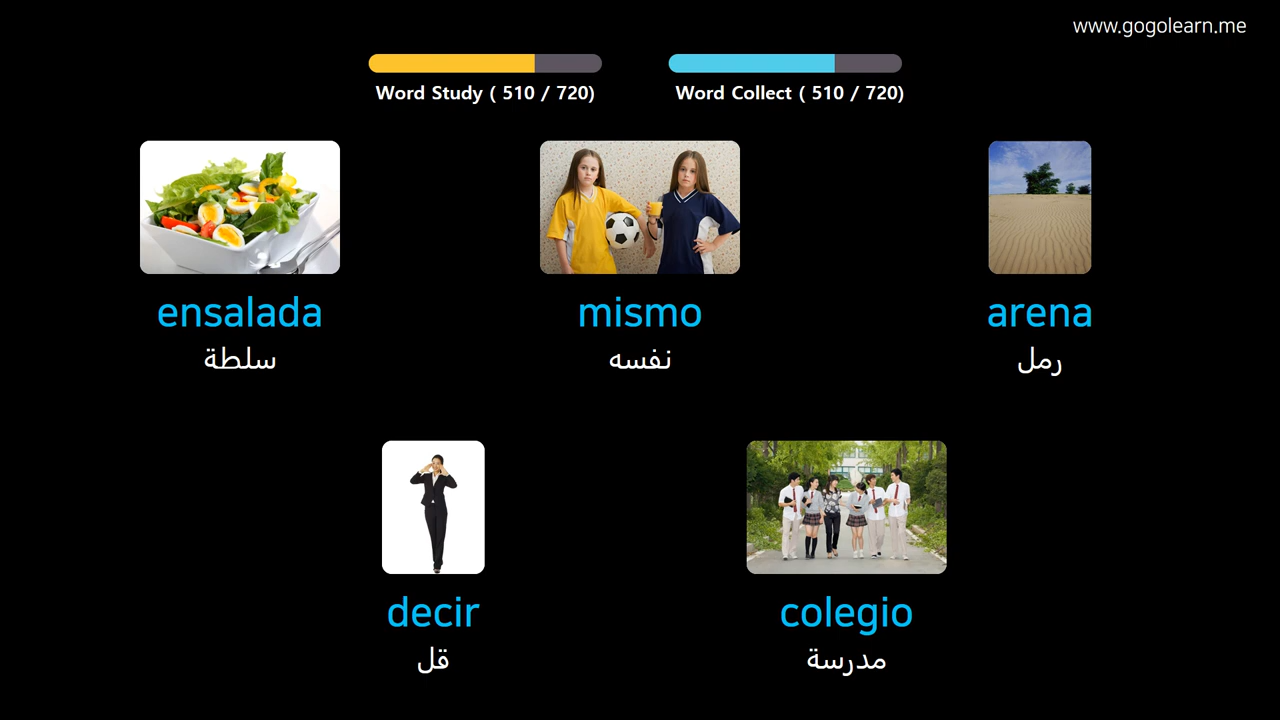 www.gogolearn.me
Word Study ( 510 / 720)
Word Collect ( 510 / 720)
ensalada
سلطة
mismo
نفسه
arena
رمل
decir
قل
colegio
مدرسة